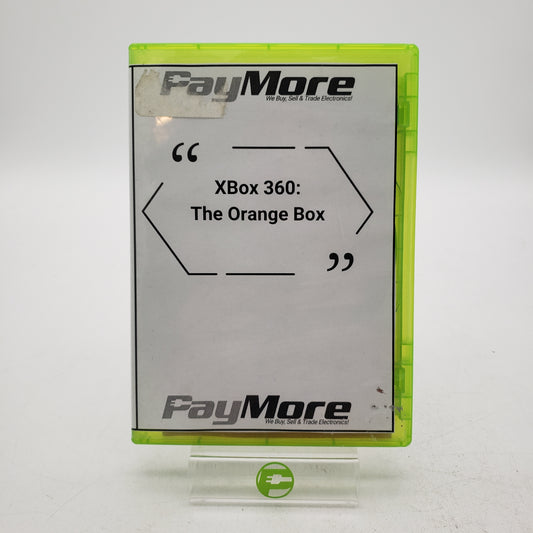 PayMore
We Buy, Sell & Trade Electronics!
“
XBox 360:
The Orange Box
”
PayMore
We Buy, Sell & Trade Electronics!